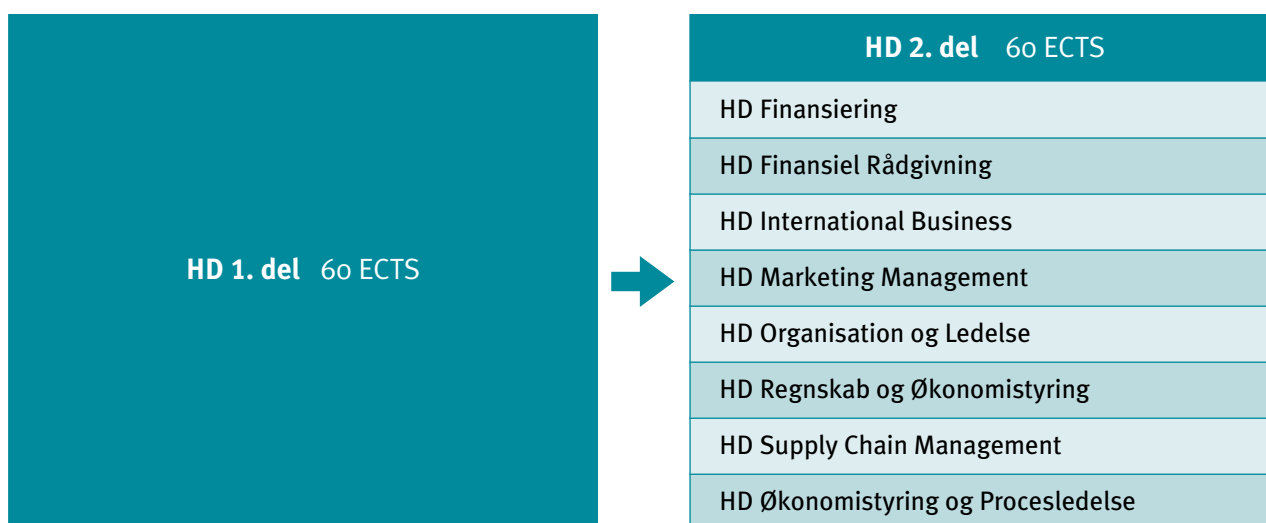 HD 1. del 60 ECTS
HD 2. del 60 ECTS
HD Finansiering
HD Finansiel Rådgivning
HD International Business
HD Marketing Management
HD Organisation og Ledelse
HD Regnskab og Økonomistyring
HD Supply Chain Management
HD Økonomistyring og Procesledelse